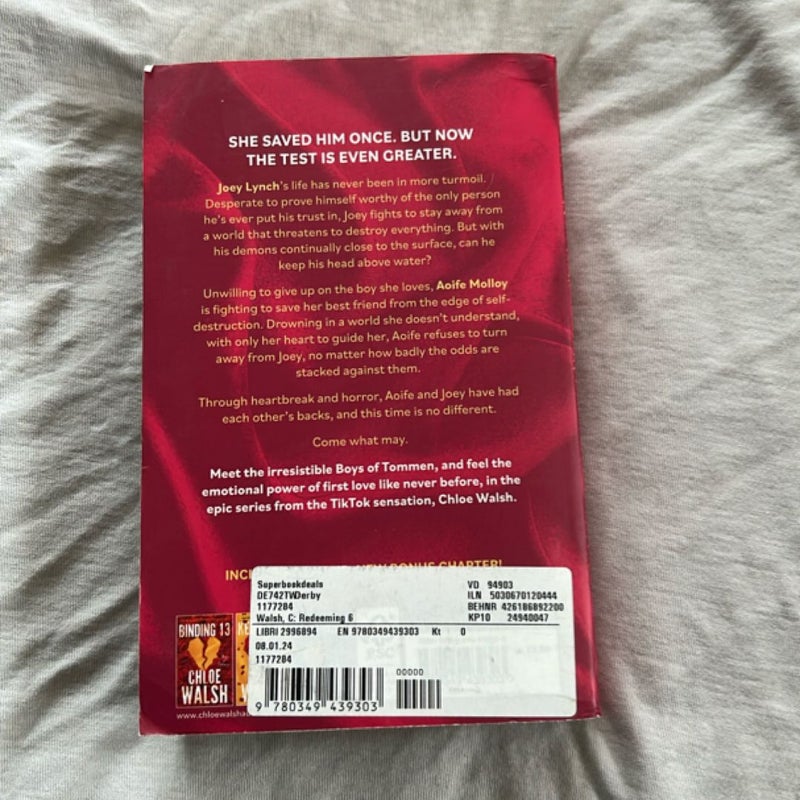 SHE SAVED HIM ONCE. BUT NOW
THE TEST IS EVEN GREATER.
Joey Lynch's life has never been in more turmoil.
Desperate to prove himself worthy of the only person
he's ever put his trust in, Joey fights to stay away from
a world that threatens to destroy everything. But with
his demons continually close to the surface, can he
keep his head above water?
Unwilling to give up on the boy she loves, Aoife Molloy
is fighting to save her best friend from the edge of self-
destruction. Drowning in a world she doesn't understand,
with only her heart to guide her, Aoife refuses to turn
away from Joey, no matter how badly the odds are
stacked against them.
Through heartbreak and horror, Aoife and Joey have had
each other's backs, and this time is no different.
Come what may.
Meet the irresistible Boys of Tommen, and feel the
emotional power of first love like never before, in the
epic series from the TikTok sensation, Chloe Walsh.
BONUS CHAPTER!
Superbookdeals VD 94903
DE742TWDerby ILN 5030670120444
1177284 BEHNR 426186892200
Walsh, C: Redeeming 6 KP10 24940047
LIBRI 2996894 EN 9780349439303 Kt 0
08.01.24
1177284
00000
9 780349 439303
BINDING 13
CHLOE
WALSH
www.chloewalsha